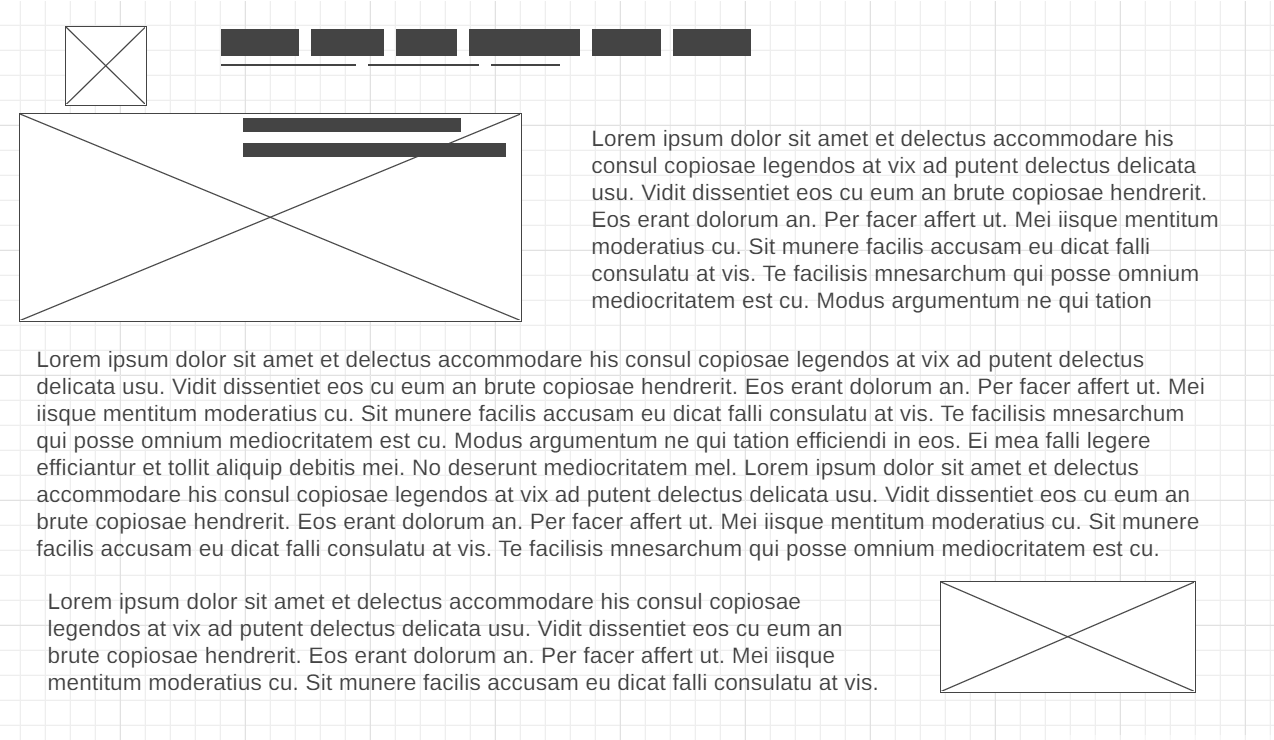 Lorem ipsum dolor sit amet et delectus accommodare his
consul copiosae legendos at vix ad putent delectus delicata
usu. Vidit dissentiet eos cu eum an brute copiosae hendrerit.
Eos erant dolorum an. Per facer affert ut. Mei iisque mentitum
moderatius cu. Sit munere facilis accusam eu dicat falli
consulatu at vis. Te facilisis mnesarchum qui posse omnium
mediocritatem est cu. Modus argumentum ne qui tation
Lorem ipsum dolor sit amet et delectus accommodare his consul copiosae legendos at vix ad putent delectus
delicata usu. Vidit dissentiet eos cu eum an brute copiosae hendrerit. Eos erant dolorum an. Per facer affert ut. Mei
iisque mentitum moderatius cu. Sit munere facilis accusam eu dicat falli consulatu at vis. Te facilisis mnesarchum
qui posse omnium mediocritatem est cu. Modus argumentum ne qui tation efficiendi in eos. Ei mea falli legere
efficiantur et tollit aliquip debitis mei. No deserunt mediocritatem mel. Lorem ipsum dolor sit amet et delectus
accommodare his consul copiosae legendos at vix ad putent delectus delicata usu. Vidit dissentiet eos cu eum an
brute copiosae hendrerit. Eos erant dolorum an. Per facer affert ut. Mei iisque mentitum moderatius cu. Sit munere
facilis accusam eu dicat falli consulatu at vis. Te facilisis mnesarchum qui posse omnium mediocritatem est cu.
Lorem ipsum dolor sit amet et delectus accommodare his consul copiosae
legendos at vix ad putent delectus delicata usu. Vidit dissentiet eos cu eum an
brute copiosae hendrerit. Eos erant dolorum an. Per facer affert ut. Mei iisque
mentitum moderatius cu. Sit munere facilis accusam eu dicat falli consulatu at vis.